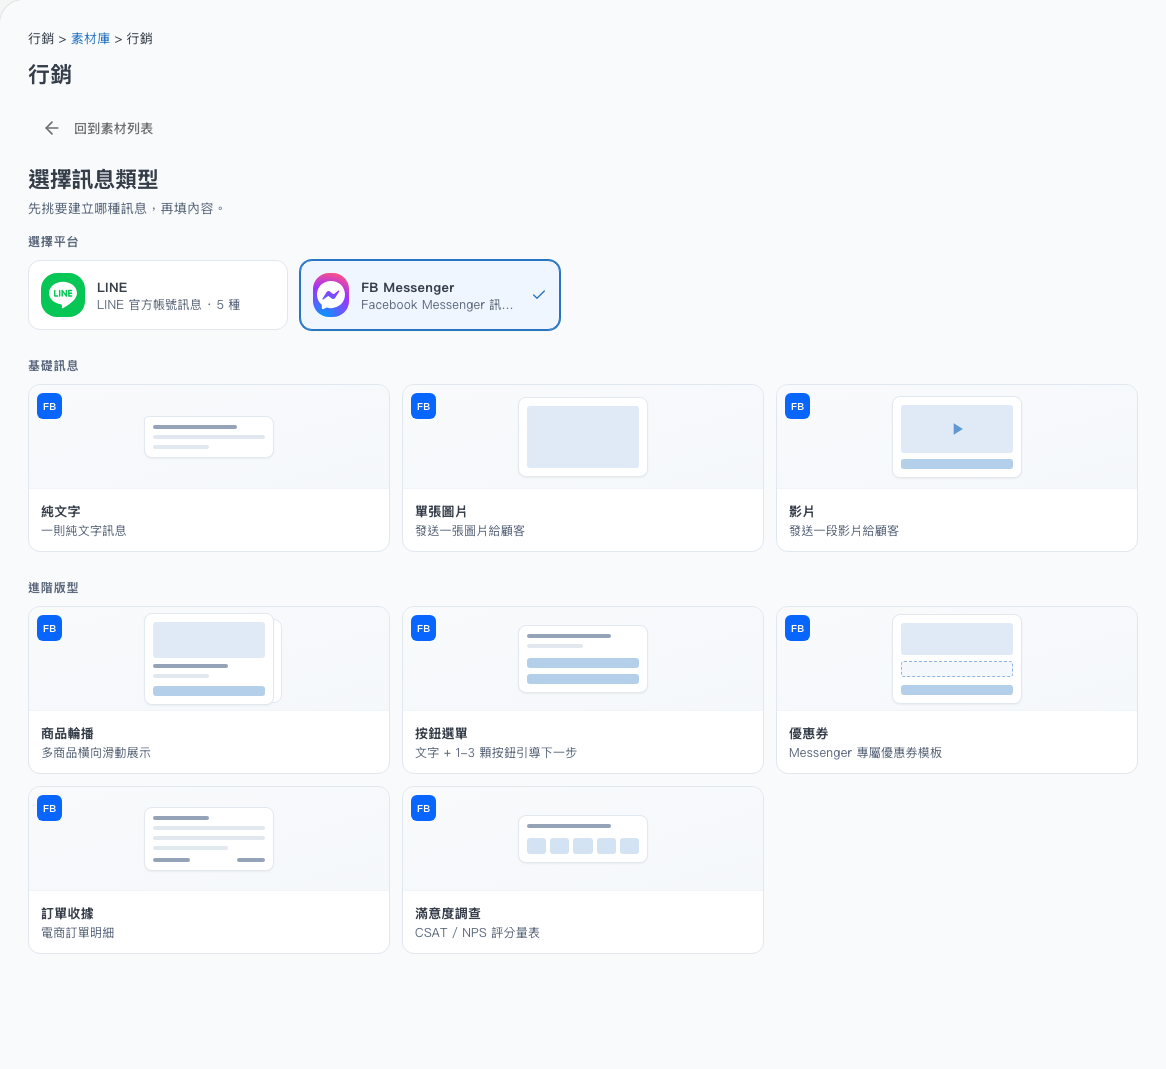 行銷 > 素材庫 > 行銷
行銷
回到素材列表
選擇訊息類型
先挑要建立哪種訊息，再填內容。
選擇平台
LINE
LINE
LINE 官方帳號訊息 · 5 種
FB Messenger
Facebook Messenger 訊...
基礎訊息
FB
純文字
一則純文字訊息
FB
單張圖片
發送一張圖片給顧客
FB
影片
發送一段影片給顧客
進階版型
FB
商品輪播
多商品橫向滑動展示
FB
按鈕選單
文字 + 1–3 顆按鈕引導下一步
FB
優惠券
Messenger 專屬優惠券模板
FB
訂單收據
電商訂單明細
FB
滿意度調查
CSAT / NPS 評分量表